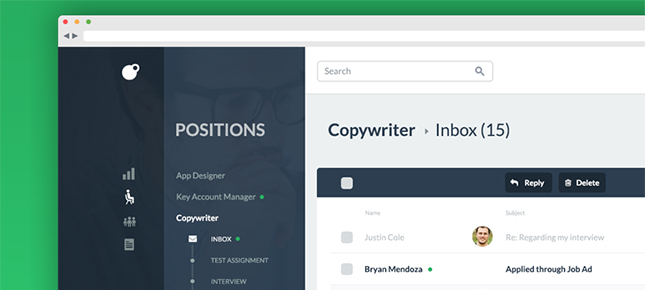 Search
POSITIONS
Copywriter ▸ Inbox (15)
App Designer
Key Account Manager
Copywriter
INBOX
TEST ASSIGNMENT
INTERVIEW
Reply Delete
Name Subject
Justin Cole Re: Regarding my interview
Bryan Mendoza Applied through Job Ad